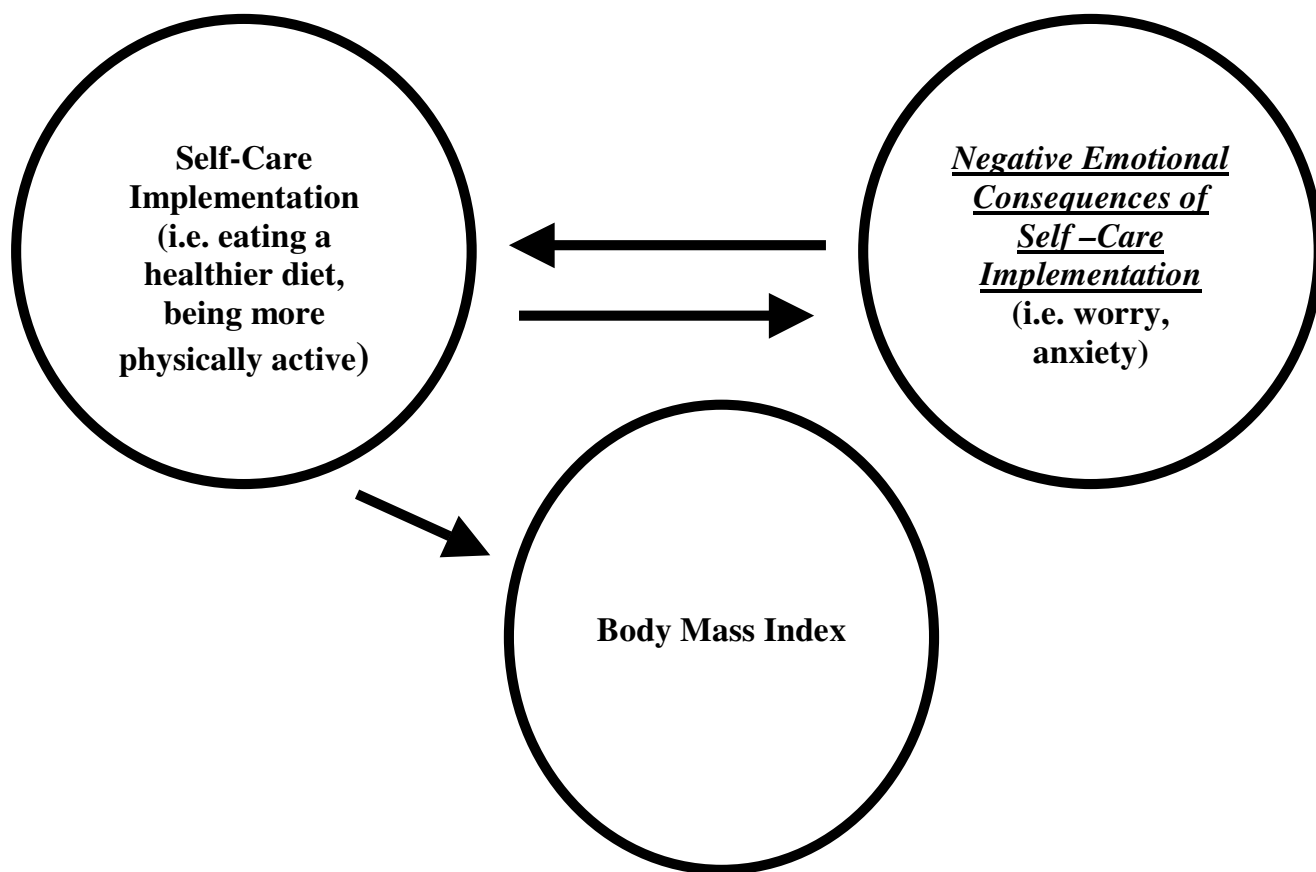 Self-Care
Implementation
(i.e. eating a
healthier diet,
being more
physically active)
Negative Emotional
Consequences of
Self –Care
Implementation
(i.e. worry,
anxiety)
Body Mass Index